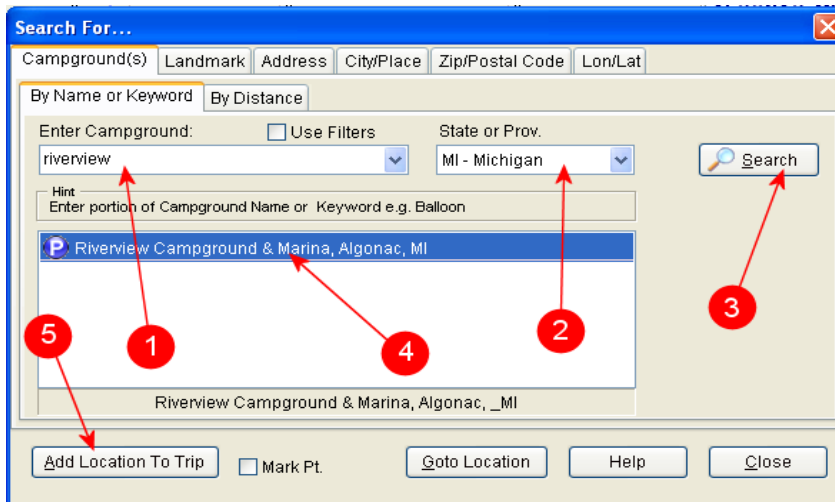 Search For...
Campground(s) Landmark Address City/Place Zip/Postal Code Lon/Lat
By Name or Keyword By Distance
Enter Campground: Use Filters State or Prov.
riverview MI - Michigan Search
Hint
Enter portion of Campground Name or Keyword e.g. Balloon
P Riverview Campground & Marina, Algonac, MI
3
5 1 4 2
Riverview Campground & Marina, Algonac, _MI
Add Location To Trip Mark Pt. Goto Location Help Close